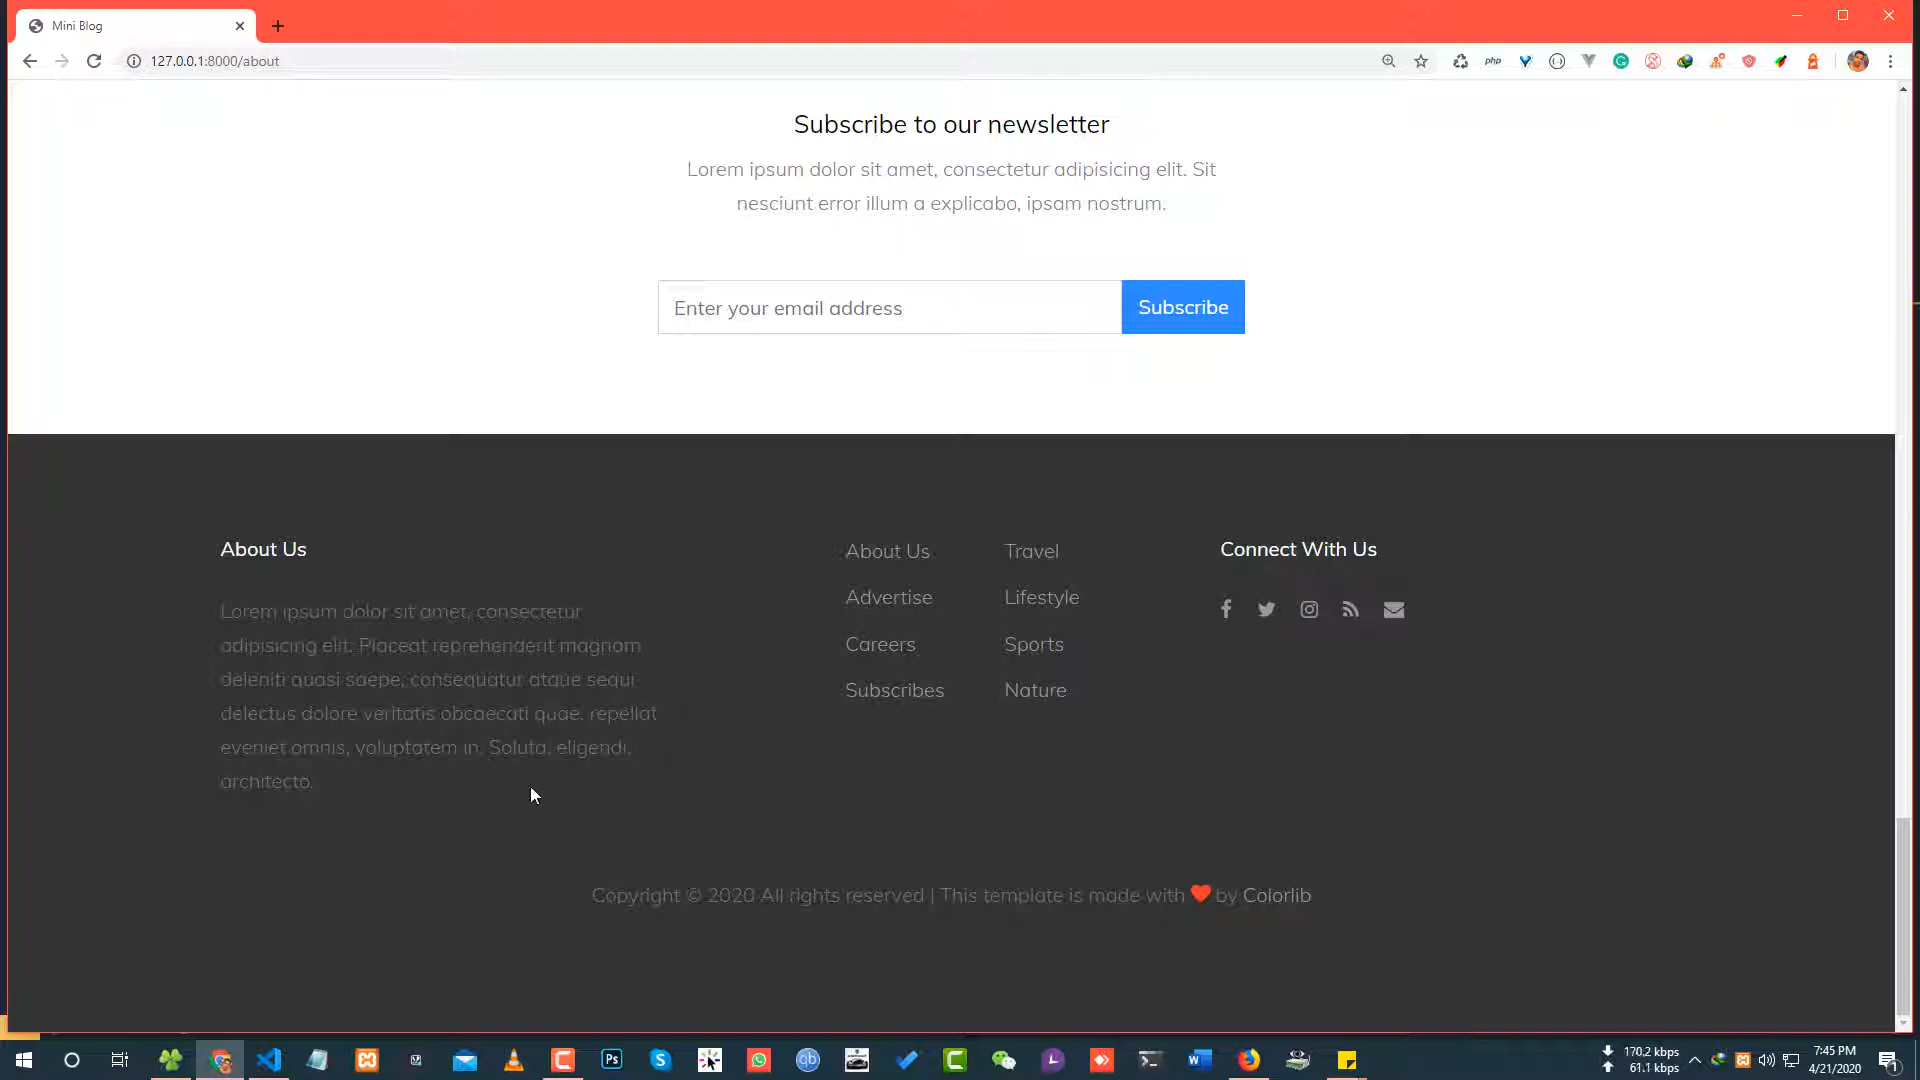 Mini Blog
127.0.0.1:8000/about
php
Subscribe to our newsletter
Lorem ipsum dolor sit amet, consectetur adipisicing elit. Sit
nesciunt error illum a explicabo, ipsam nostrum.
Enter your email address
Subscribe
About Us
Lorem ipsum dolor sit amet, consectetur
adipisicing elit. Placeat reprehenderit magnam
deleniti quasi saepe, consequatur atque sequi
delectus dolore veritatis obcaecati quae, repellat
eveniet omnis, voluptatem in. Soluta, eligendi,
architecto.
About Us
Advertise
Careers
Subscribes
Travel
Lifestyle
Sports
Nature
Connect With Us
Copyright © 2020 All rights reserved | This template is made with ❤ by Colorlib
Ps
qb
170.2 kbps
61.1 kbps
7:45 PM
4/21/2020
1